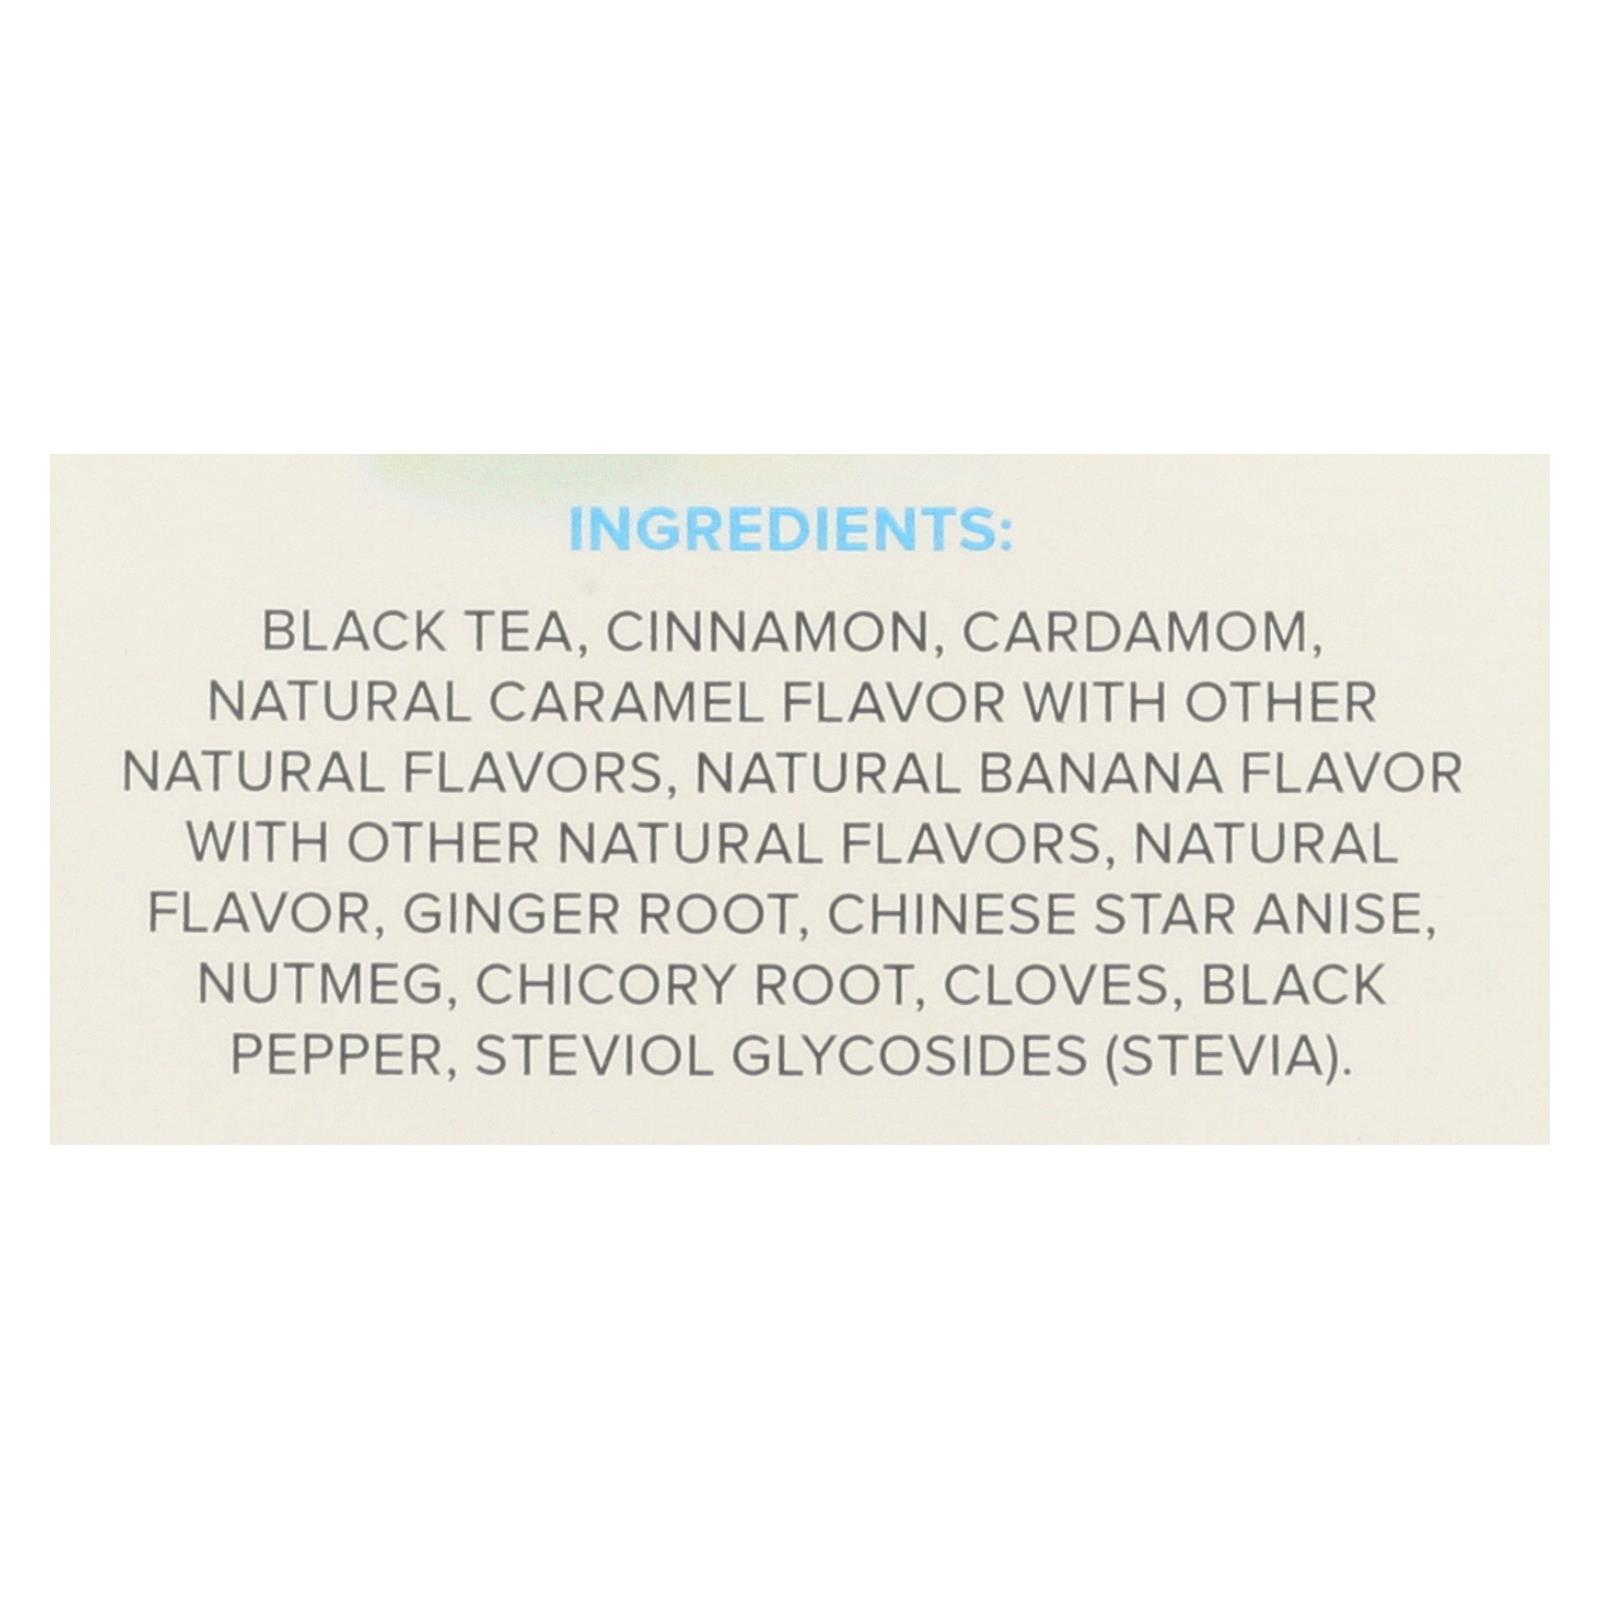 INGREDIENTS:
BLACK TEA, CINNAMON, CARDAMOM,
NATURAL CARAMEL FLAVOR WITH OTHER
NATURAL FLAVORS, NATURAL BANANA FLAVOR
WITH OTHER NATURAL FLAVORS, NATURAL
FLAVOR, GINGER ROOT, CHINESE STAR ANISE,
NUTMEG, CHICORY ROOT, CLOVES, BLACK
PEPPER, STEVIOL GLYCOSIDES (STEVIA).